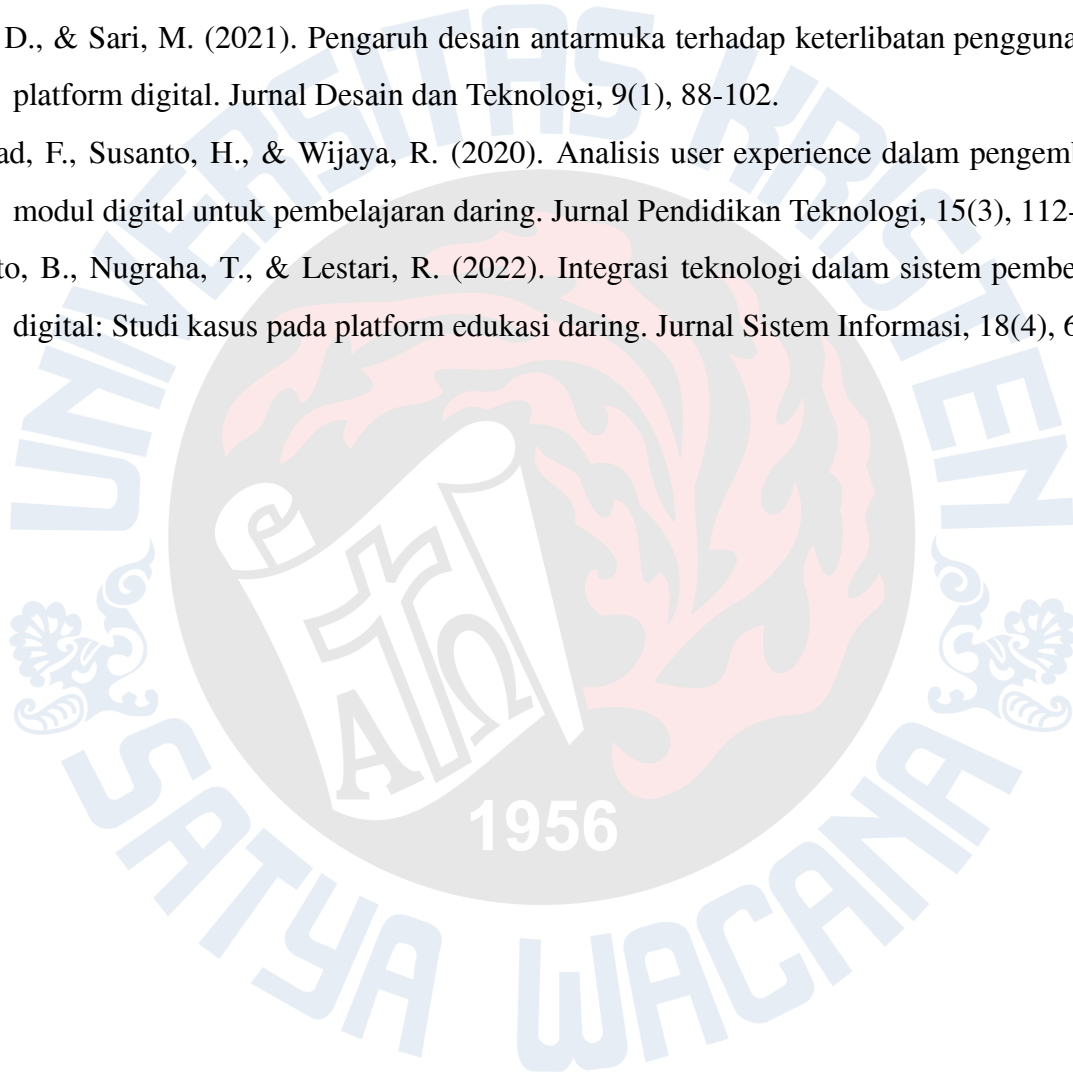 D., & Sari, M. (2021). Pengaruh desain antarmuka terhadap keterlibatan pengguna
platform digital. Jurnal Desain dan Teknologi, 9(1), 88-102.
ad, F., Susanto, H., & Wijaya, R. (2020). Analisis user experience dalam pengemb
modul digital untuk pembelajaran daring. Jurnal Pendidikan Teknologi, 15(3), 112-
to, B., Nugraha, T., & Lestari, R. (2022). Integrasi teknologi dalam sistem pembe
digital: Studi kasus pada platform edukasi daring. Jurnal Sistem Informasi, 18(4), 6
UNIVERSITAS KRISTEN
A Ω
1956
SATYA WACANA